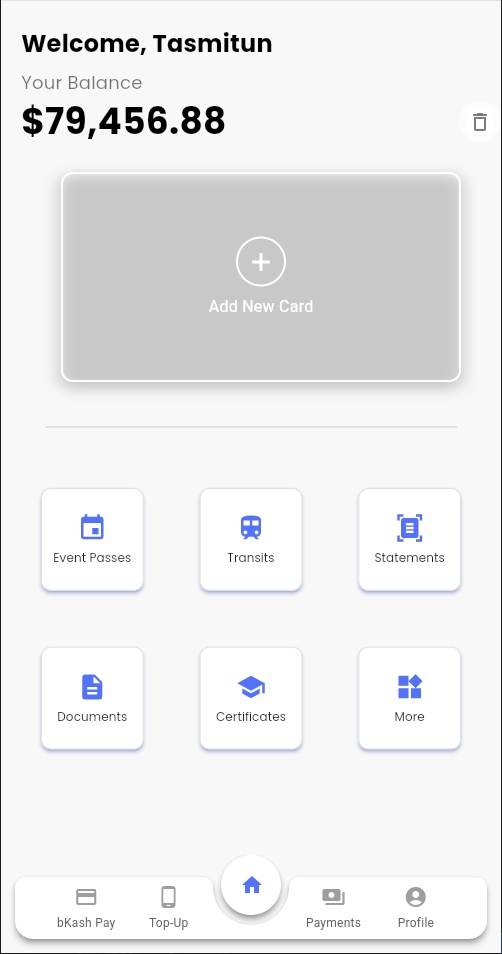 Welcome, Tasmitun
Your Balance
$79,456.88
Add New Card
Event Passes
Transits
Statements
Documents
Certificates
More
bKash Pay
Top-Up
Payments
Profile